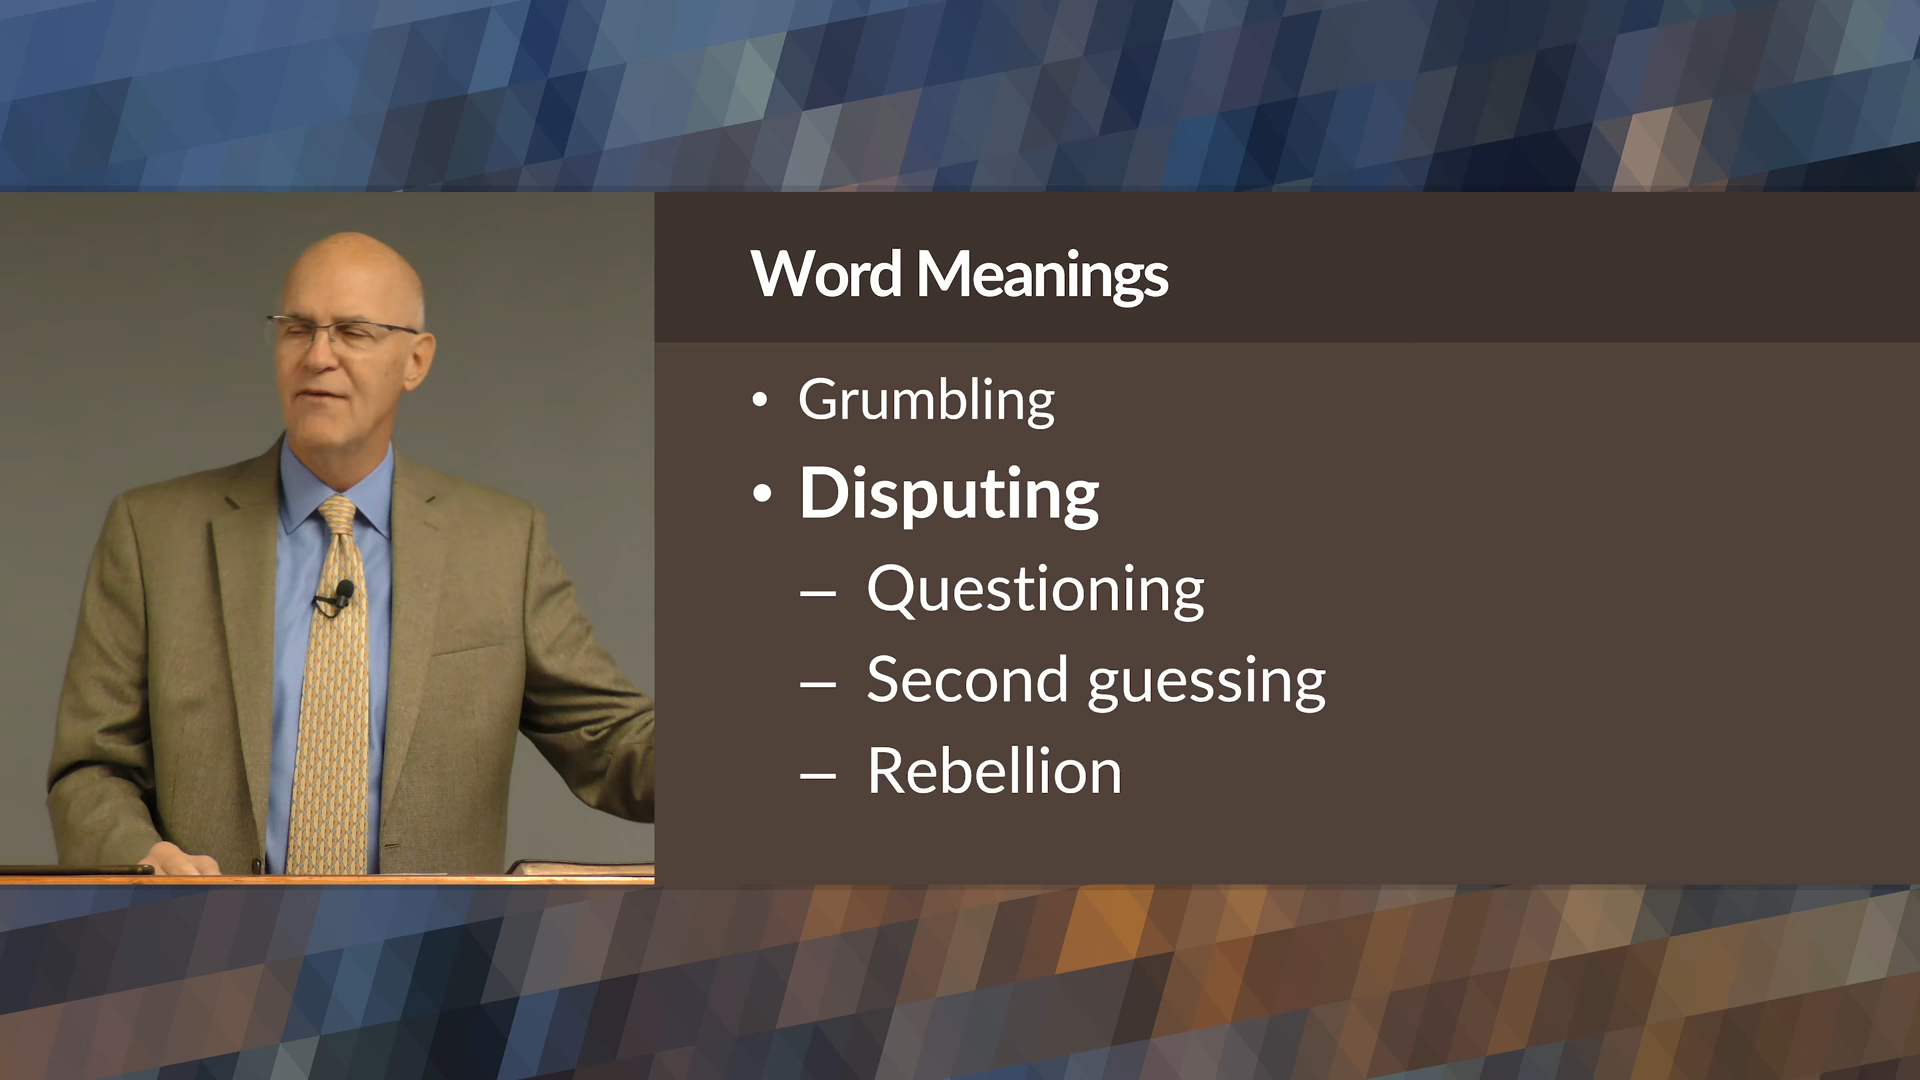 Word Meanings
• Grumbling
• Disputing
– Questioning
– Second guessing
– Rebellion